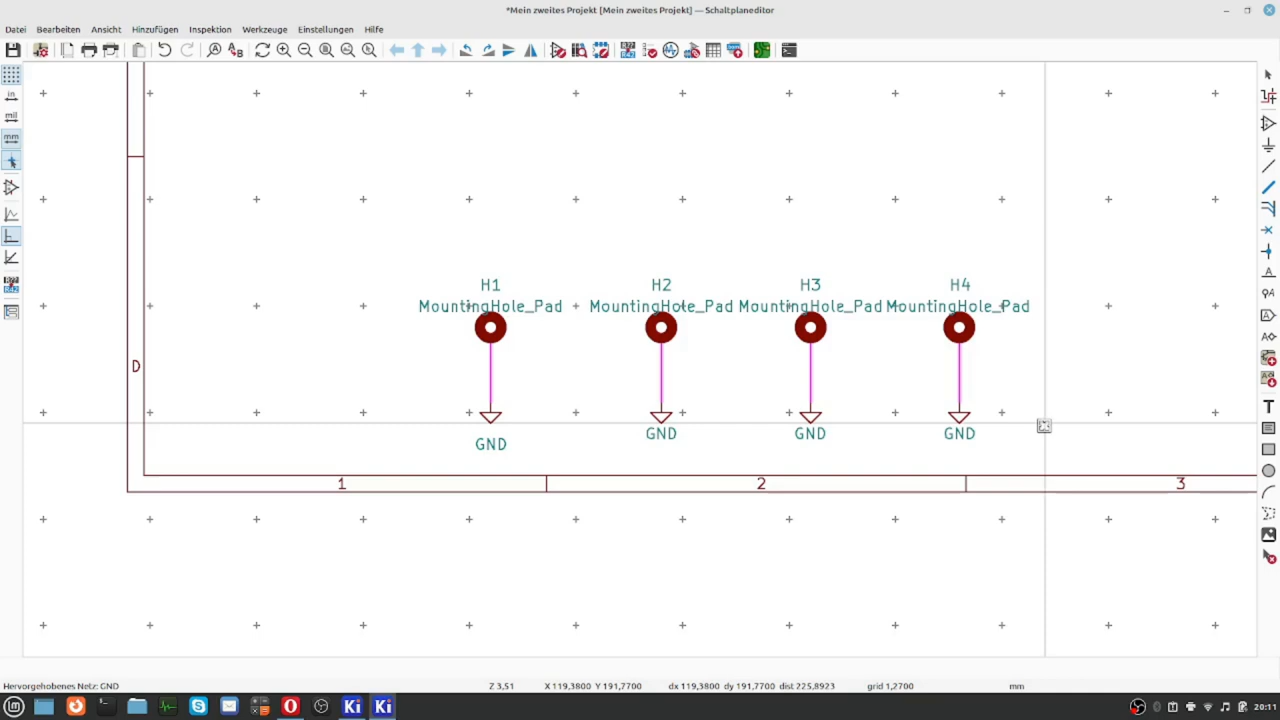 *Mein zweites Projekt [Mein zweites Projekt] — Schaltplaneditor
Datei Bearbeiten Ansicht Hinzufügen Inspektion Werkzeuge Einstellungen Hilfe
in
mil
mm
H1 H2 H3 H4
MountingHole_Pad MountingHole_Pad MountingHole_Pad MountingHole_Pad
D
GND GND GND GND
1 2 3
Hervorgehobenes Netz: GND Z 3,51 X 119,3800 Y 191,7700 dx 119,3800 dy 191,7700 dist 225,8923 grid 1,2700 mm
Ki Ki 20:11